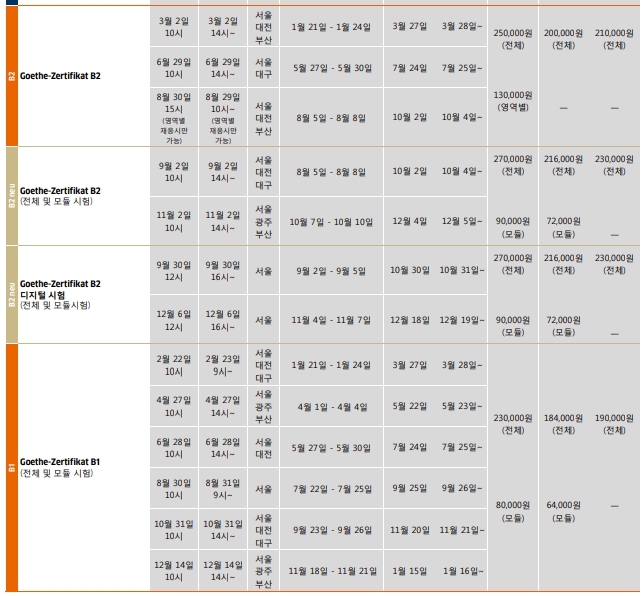 B2
Goethe-Zertifikat B2
3월 2일
10시
3월 2일
14시~
서울
대전
부산
1월 21일 - 1월 24일
3월 27일
3월 28일~
6월 29일
10시
6월 29일
14시~
서울
대구
5월 27일 - 5월 30일
7월 24일
7월 25일~
8월 30일
15시
(영역별
재응시만
가능)
8월 29일
10시~
(영역별
재응시만
가능)
서울
대전
부산
8월 5일 - 8월 8일
10월 2일
10월 4일~
250,000원
(전체)
200,000원
(전체)
210,000원
(전체)
130,000원
(영역별)
—
—
B2 neu
Goethe-Zertifikat B2
(전체 및 모듈 시험)
9월 2일
10시
9월 2일
14시~
서울
대전
대구
8월 5일 - 8월 8일
10월 2일
10월 4일~
270,000원
(전체)
216,000원
(전체)
230,000원
(전체)
11월 2일
10시
11월 2일
14시~
서울
광주
부산
10월 7일 - 10월 10일
12월 4일
12월 5일~
90,000원
(모듈)
72,000원
(모듈)
—
B2 neu
Goethe-Zertifikat B2
디지털 시험
(전체 및 모듈시험)
9월 30일
12시
9월 30일
16시~
서울
9월 2일 - 9월 5일
10월 30일
10월 31일~
270,000원
(전체)
216,000원
(전체)
230,000원
(전체)
12월 6일
12시
12월 6일
16시~
서울
11월 4일 - 11월 7일
12월 18일
12월 19일~
90,000원
(모듈)
72,000원
(모듈)
—
B1
Goethe-Zertifikat B1
(전체 및 모듈 시험)
2월 22일
10시
2월 23일
9시~
서울
대전
대구
1월 21일 - 1월 24일
3월 27일
3월 28일~
4월 27일
10시
4월 27일
14시~
서울
광주
부산
4월 1일 - 4월 4일
5월 22일
5월 23일~
6월 28일
10시
6월 28일
14시~
서울
대전
5월 27일 - 5월 30일
7월 24일
7월 25일~
8월 30일
10시
8월 31일
9시~
서울
7월 22일 - 7월 25일
9월 25일
9월 26일~
10월 31일
10시
10월 31일
14시~
서울
대전
대구
9월 23일 - 9월 26일
11월 20일
11월 21일~
12월 14일
10시
12월 14일
14시~
서울
광주
부산
11월 18일 - 11월 21일
1월 15일
1월 16일~
230,000원
(전체)
184,000원
(전체)
190,000원
(전체)
80,000원
(모듈)
64,000원
(모듈)
—